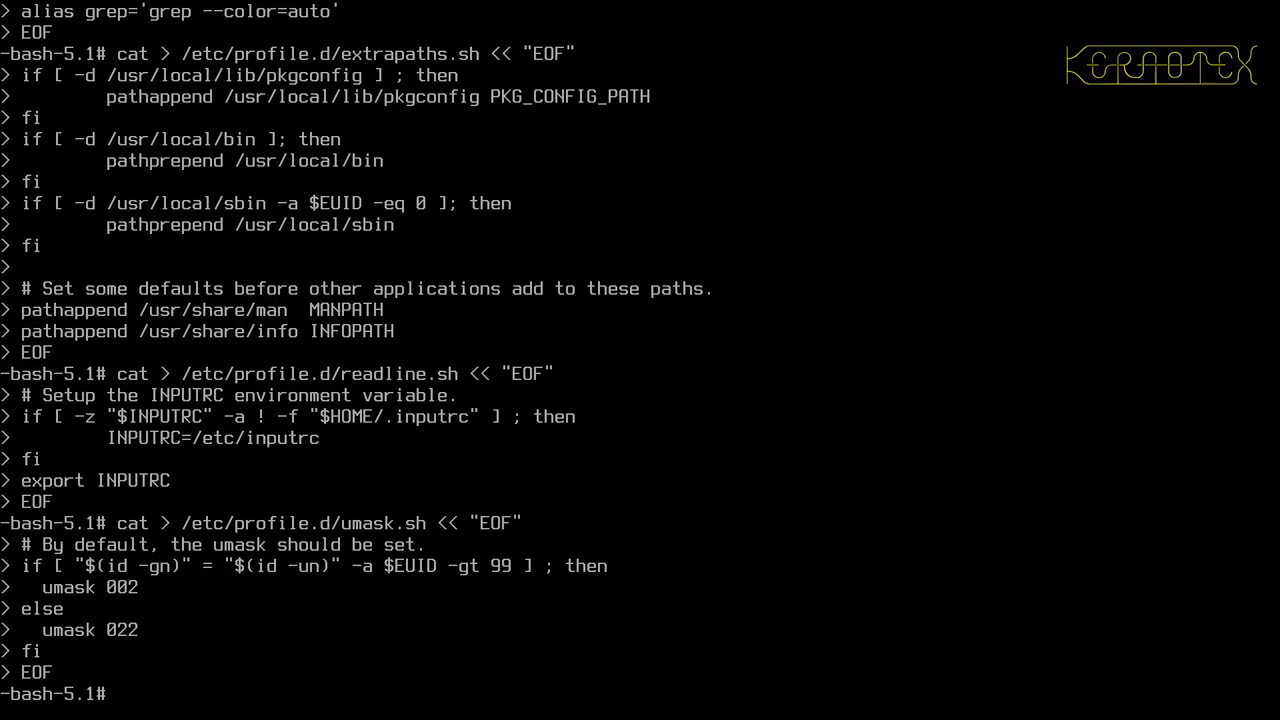 > alias grep='grep --color=auto'
> EOF
-bash-5.1# cat > /etc/profile.d/extrapaths.sh << "EOF"
> if [ -d /usr/local/lib/pkgconfig ] ; then
>         pathappend /usr/local/lib/pkgconfig PKG_CONFIG_PATH
> fi
> if [ -d /usr/local/bin ]; then
>         pathprepend /usr/local/bin
> fi
> if [ -d /usr/local/sbin -a $EUID -eq 0 ]; then
>         pathprepend /usr/local/sbin
> fi
>
> # Set some defaults before other applications add to these paths.
> pathappend /usr/share/man  MANPATH
> pathappend /usr/share/info INFOPATH
> EOF
-bash-5.1# cat > /etc/profile.d/readline.sh << "EOF"
> # Setup the INPUTRC environment variable.
> if [ -z "$INPUTRC" -a ! -f "$HOME/.inputrc" ] ; then
>         INPUTRC=/etc/inputrc
> fi
> export INPUTRC
> EOF
-bash-5.1# cat > /etc/profile.d/umask.sh << "EOF"
> # By default, the umask should be set.
> if [ "$(id -gn)" = "$(id -un)" -a $EUID -gt 99 ] ; then
>   umask 002
> else
>   umask 022
> fi
> EOF
-bash-5.1#